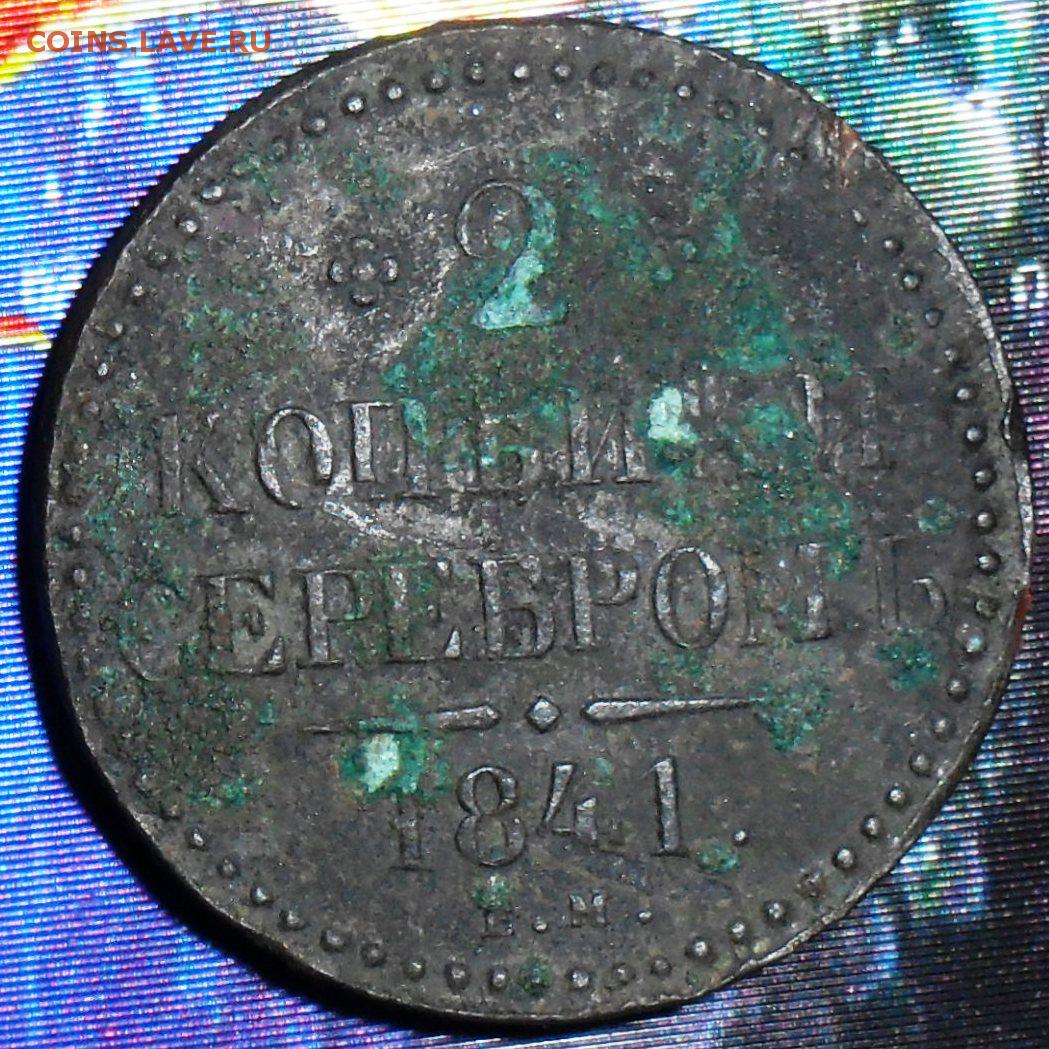 COINS.LAVE.RU
2
КОПѢЙКИ
СЕРЕБРОМЪ
1841.
Е.М.